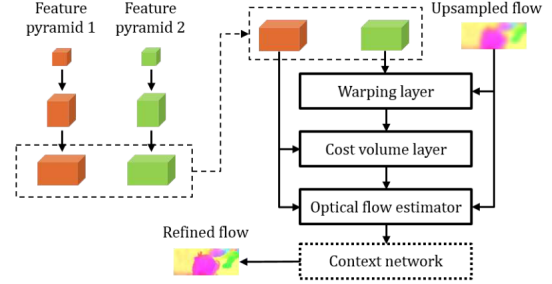 Feature
pyramid 1
Feature
pyramid 2
Upsampled flow
Warping layer
Cost volume layer
Optical flow estimator
Refined flow
Context network